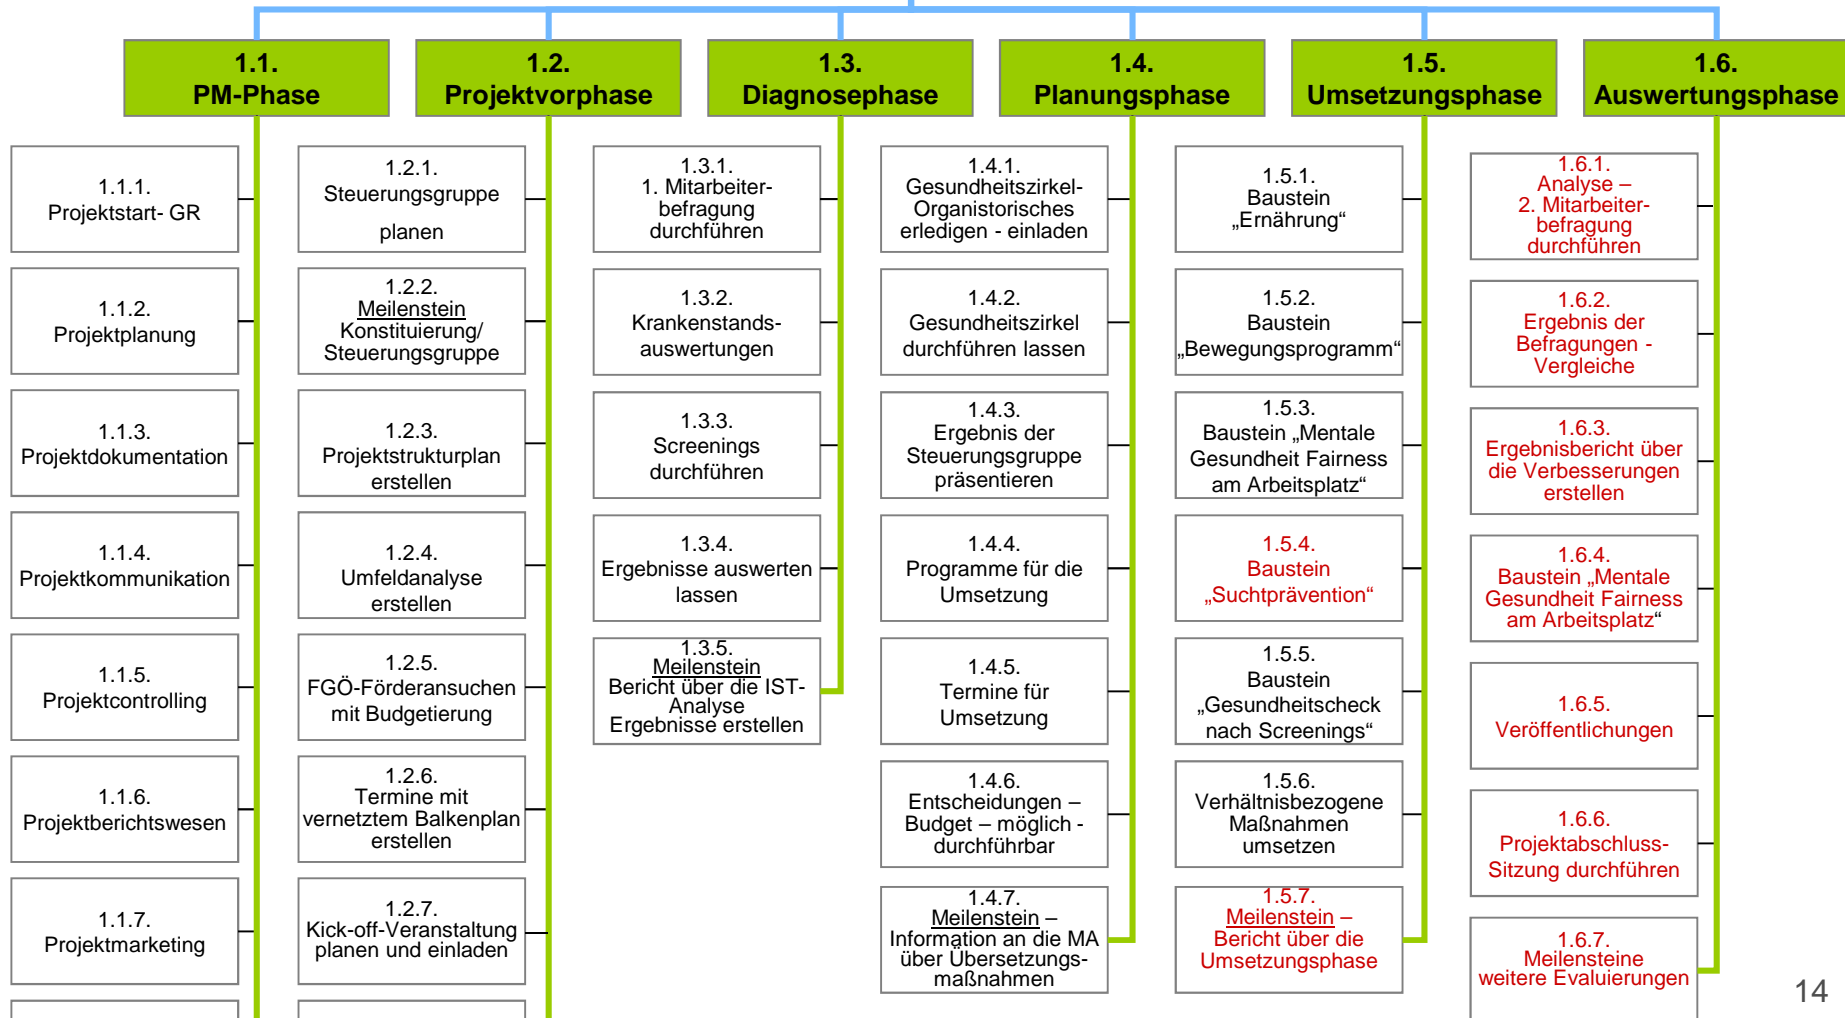 1.1.
PM-Phase
1.2.
Projektvorphase
1.3.
Diagnosephase
1.4.
Planungsphase
1.5.
Umsetzungsphase
1.6.
Auswertungsphase
1.1.1.
Projektstart- GR
1.1.2.
Projektplanung
1.1.3.
Projektdokumentation
1.1.4.
Projektkommunikation
1.1.5.
Projektcontrolling
1.1.6.
Projektberichtswesen
1.1.7.
Projektmarketing
1.2.1.
Steuerungsgruppe
planen
1.2.2.
Meilenstein
Konstituierung/
Steuerungsgruppe
1.2.3.
Projektstrukturplan
erstellen
1.2.4.
Umfeldanalyse
erstellen
1.2.5.
FGÖ-Förderansuchen
mit Budgetierung
1.2.6.
Termine mit
vernetztem Balkenplan
erstellen
1.2.7.
Kick-off-Veranstaltung
planen und einladen
1.3.1.
1. Mitarbeiter-
befragung
durchführen
1.3.2.
Krankenstands-
auswertungen
1.3.3.
Screenings
durchführen
1.3.4.
Ergebnisse auswerten
lassen
1.3.5.
Meilenstein
Bericht über die IST-
Analyse
Ergebnisse erstellen
1.4.1.
Gesundheitszirkel-
Organistorisches
erledigen - einladen
1.4.2.
Gesundheitszirkel
durchführen lassen
1.4.3.
Ergebnis der
Steuerungsgruppe
präsentieren
1.4.4.
Programme für die
Umsetzung
1.4.5.
Termine für
Umsetzung
1.4.6.
Entscheidungen –
Budget – möglich -
durchführbar
1.4.7.
Meilenstein –
Information an die MA
über Übersetzungs-
maßnahmen
1.5.1.
Baustein
„Ernährung“
1.5.2.
Baustein
„Bewegungsprogramm“
1.5.3.
Baustein „Mentale
Gesundheit Fairness
am Arbeitsplatz“
1.5.4.
Baustein
„Suchtprävention“
1.5.5.
Baustein
„Gesundheitscheck
nach Screenings“
1.5.6.
Verhältnisbezogene
Maßnahmen
umsetzen
1.5.7.
Meilenstein –
Bericht über die
Umsetzungsphase
1.6.1.
Analyse –
2. Mitarbeiter-
befragung
durchführen
1.6.2.
Ergebnis der
Befragungen -
Vergleiche
1.6.3.
Ergebnisbericht über
die Verbesserungen
erstellen
1.6.4.
Baustein „Mentale
Gesundheit Fairness
am Arbeitsplatz“
1.6.5.
Veröffentlichungen
1.6.6.
Projektabschluss-
Sitzung durchführen
1.6.7.
Meilensteine
weitere Evaluierungen
14